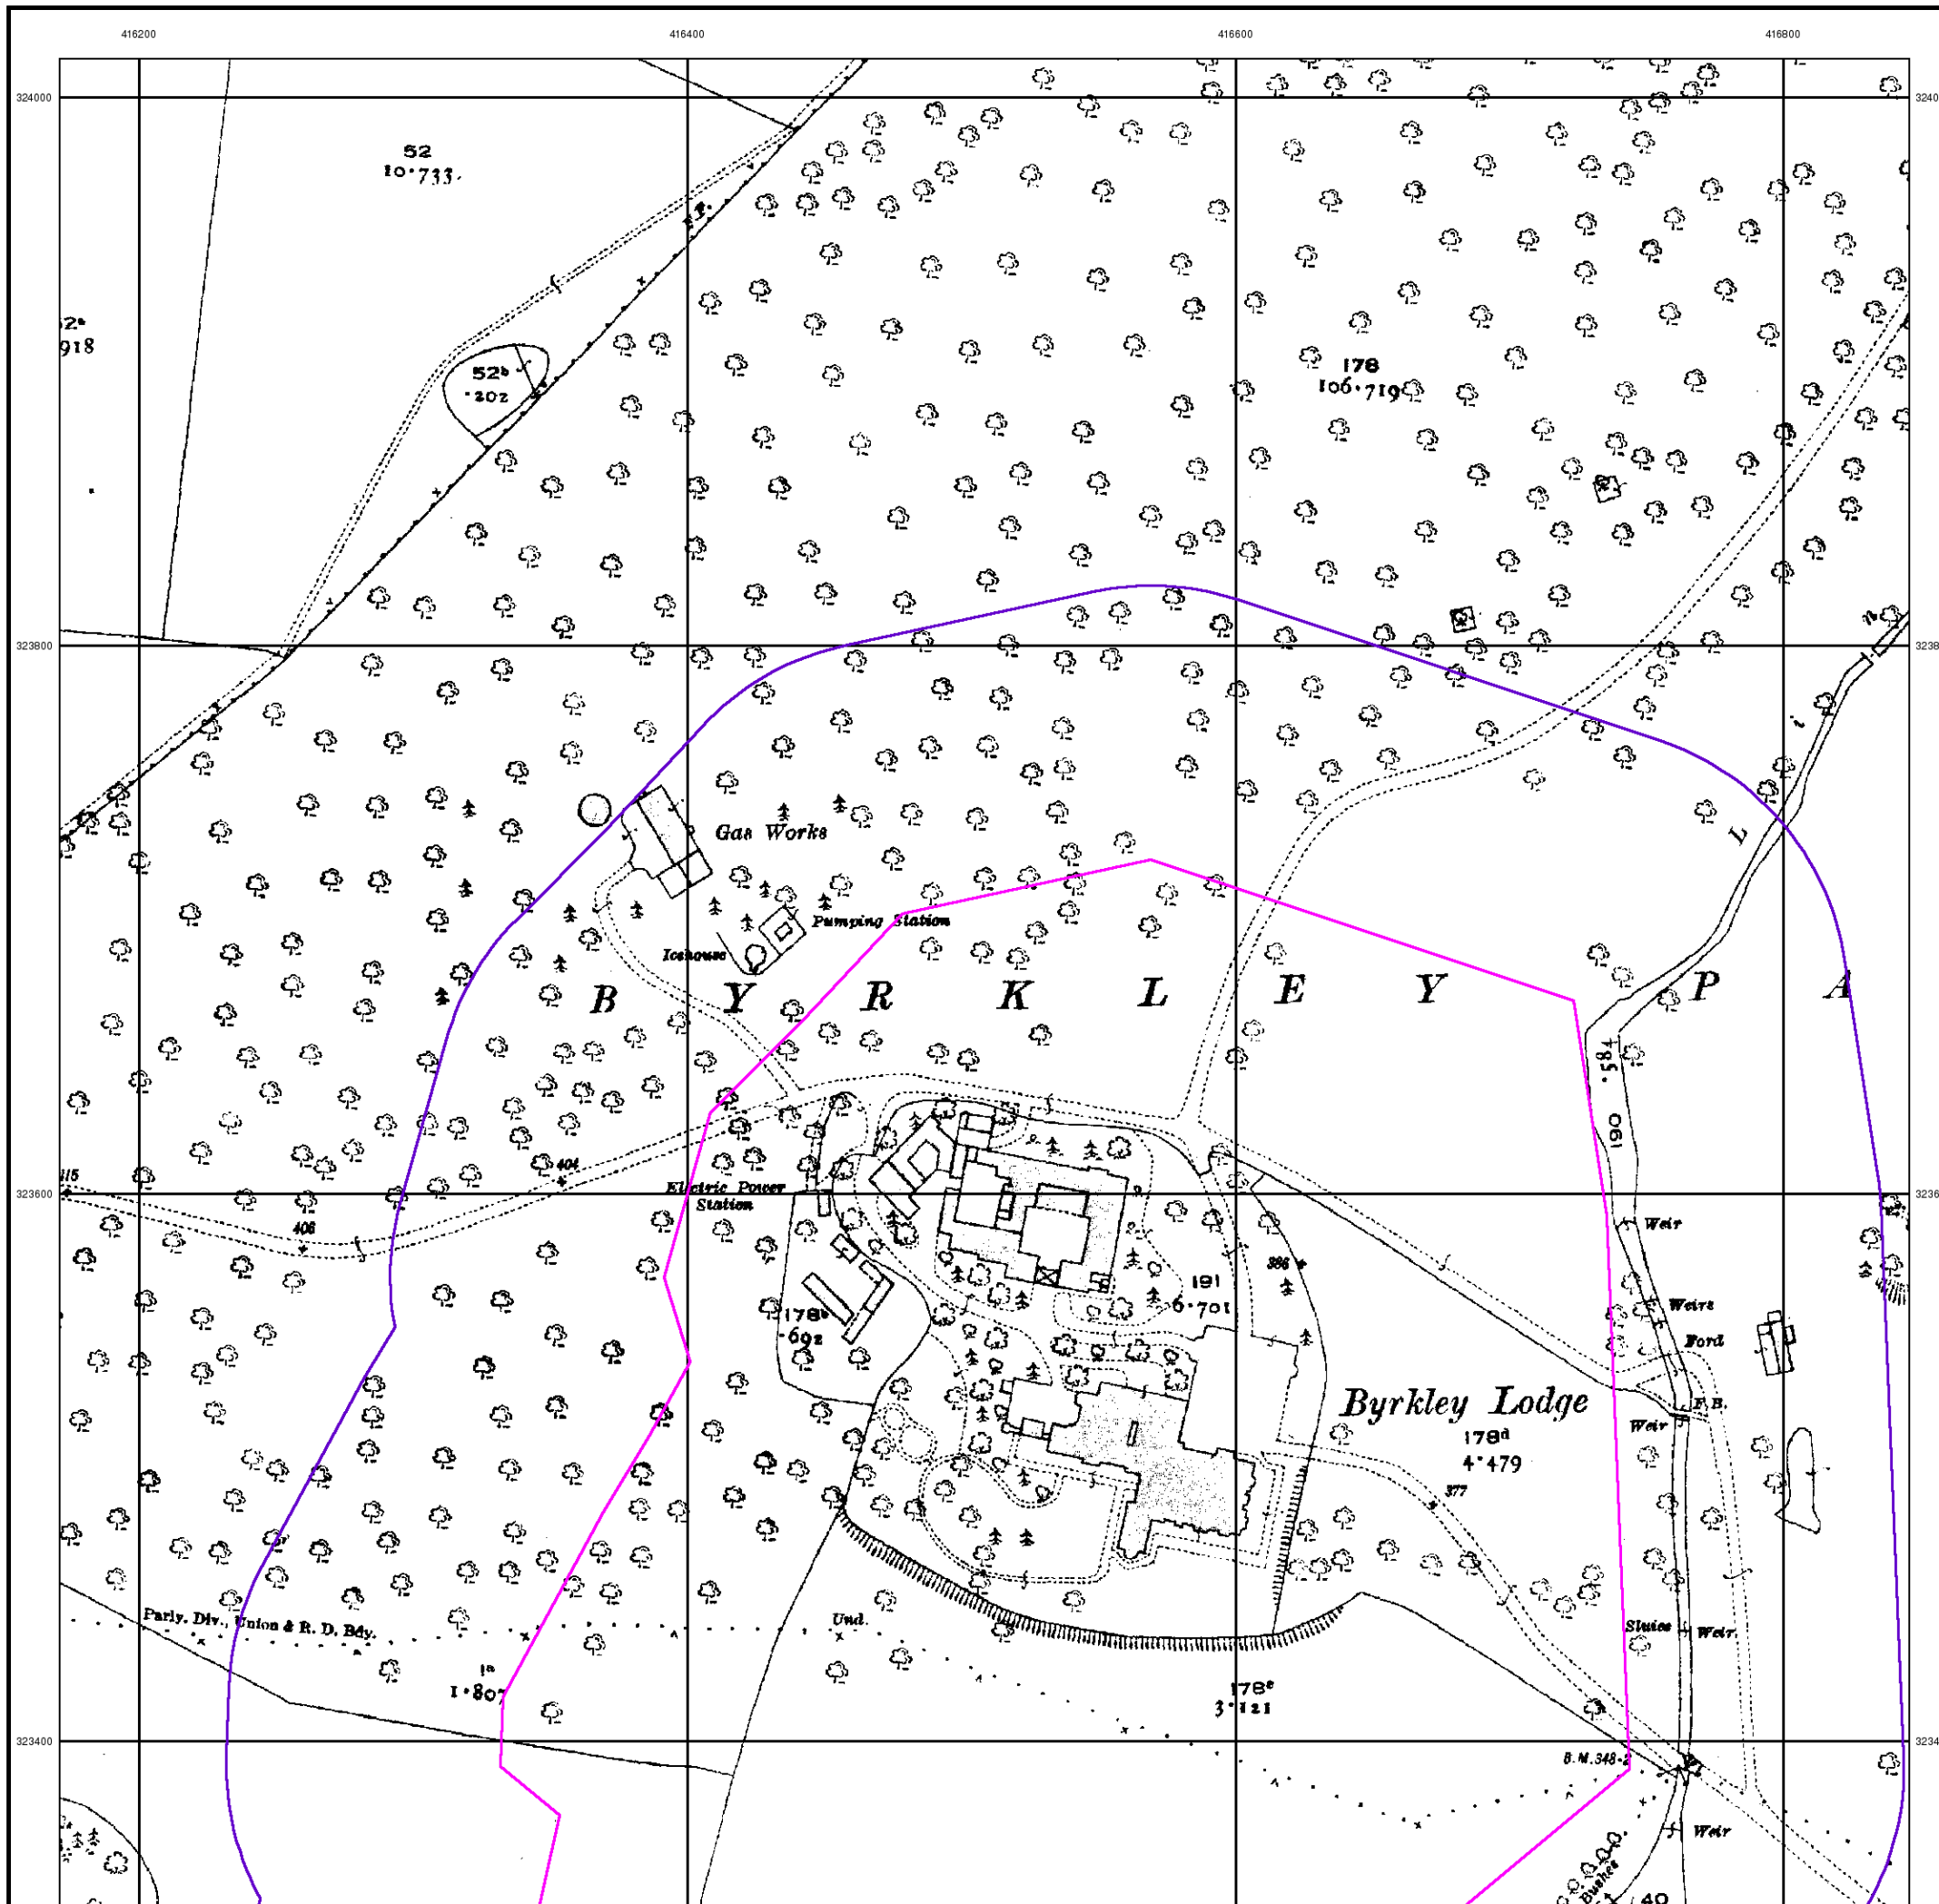 416200 416400 416600 416800
324000
52
10·733.
F.P.
918
52b
·202
178
106·719
323800
Gas Works
Pumping Station
Icehouse
L i n
B Y R K L E Y P A
·584
190
404
406
323600
Electric Power
Station
Weir
386
191
6·701
Weirs
Ford
178b
·692
Byrkley Lodge
178d
4·479
F.B.
Weir
377
Parly. Div., Union & R. D. Bdy.
Und.
Sluice
Weir.
1a
1·807
178e
3·121
323400
B.M.348·2
Weir
Bushes
40